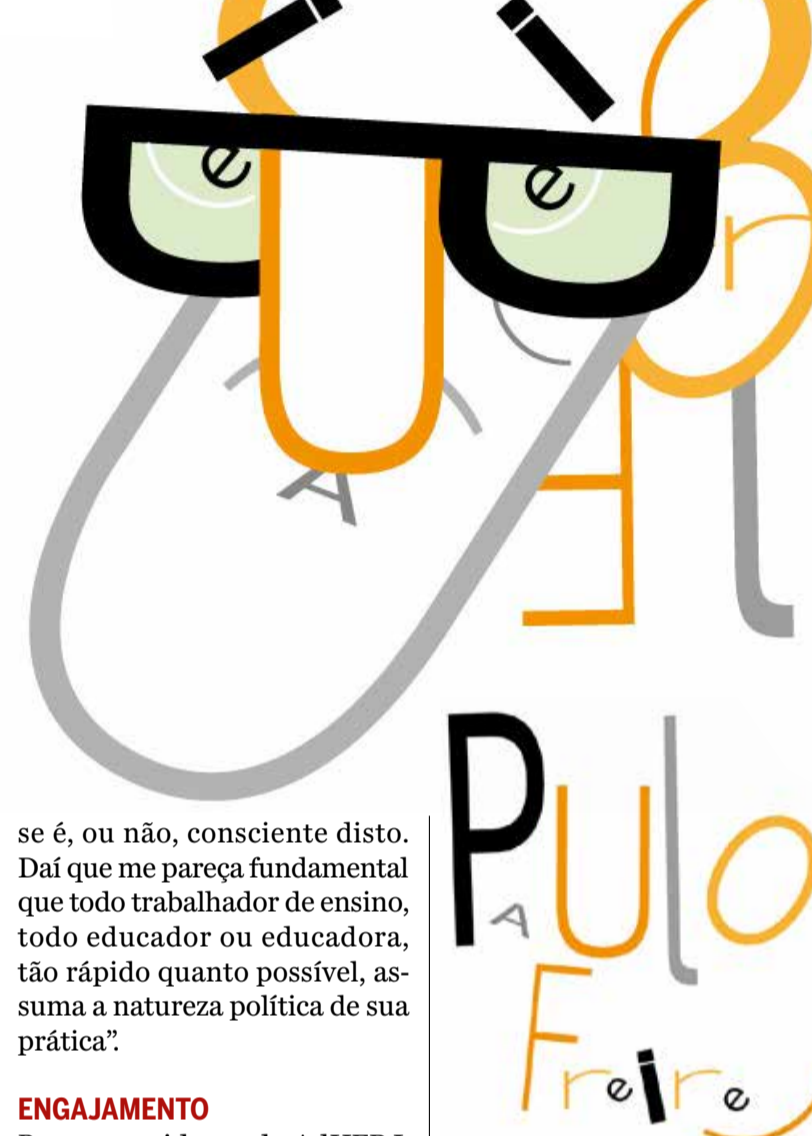 se é, ou não, consciente disto.
Daí que me pareça fundamental
que todo trabalhador de ensino,
todo educador ou educadora,
tão rápido quanto possível, as-
suma a natureza política de sua
prática”.
ENGAJAMENTO
PAulo
Freire